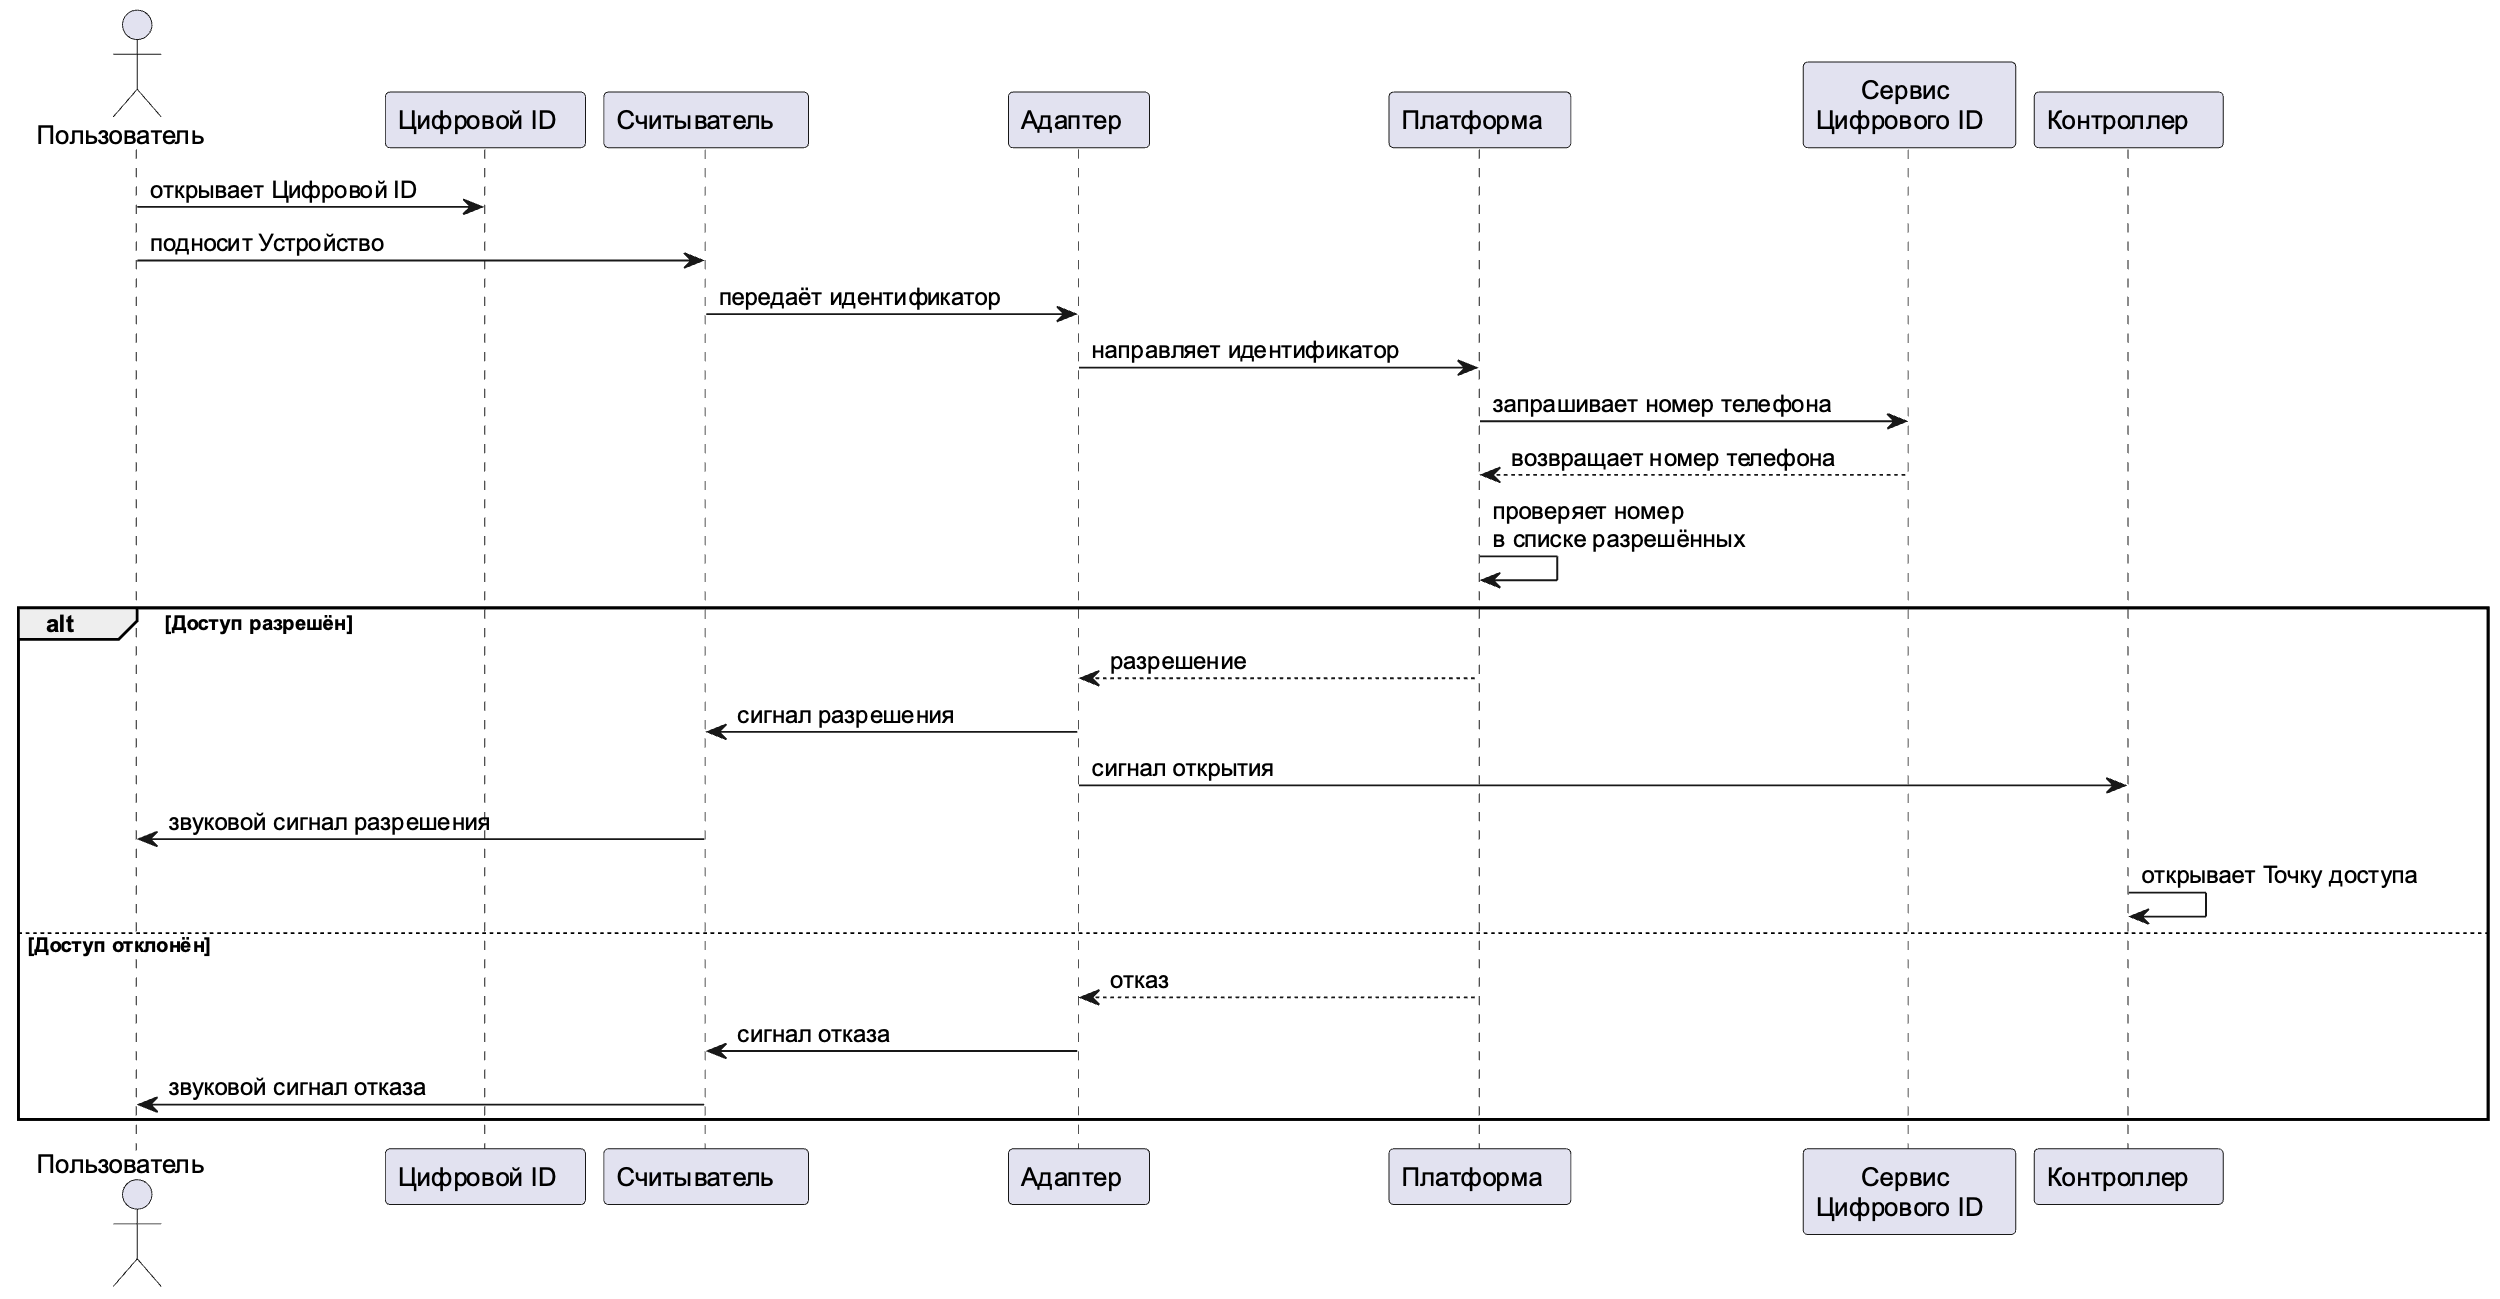 Пользователь
Цифровой ID
Считыватель
Адаптер
Платформа
Сервис
Цифрового ID
Контроллер
открывает Цифровой ID
подносит Устройство
передаёт идентификатор
направляет идентификатор
запрашивает номер телефона
возвращает номер телефона
проверяет номер
в списке разрешённых
alt
[Доступ разрешён]
разрешение
сигнал разрешения
сигнал открытия
звуковой сигнал разрешения
открывает Точку доступа
[Доступ отклонён]
отказ
сигнал отказа
звуковой сигнал отказа
Пользователь
Цифровой ID
Считыватель
Адаптер
Платформа
Сервис
Цифрового ID
Контроллер